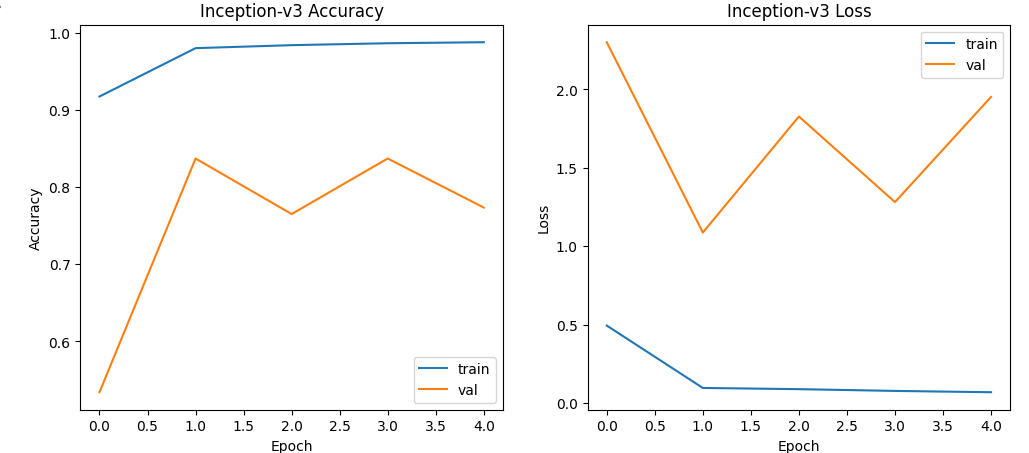 Inception-v3 Accuracy
1.0
0.9
0.8
0.7
0.6
Accuracy
0.0 0.5 1.0 1.5 2.0 2.5 3.0 3.5 4.0
Epoch
train
val
Inception-v3 Loss
2.0
1.5
1.0
0.5
0.0
Loss
0.0 0.5 1.0 1.5 2.0 2.5 3.0 3.5 4.0
Epoch
train
val